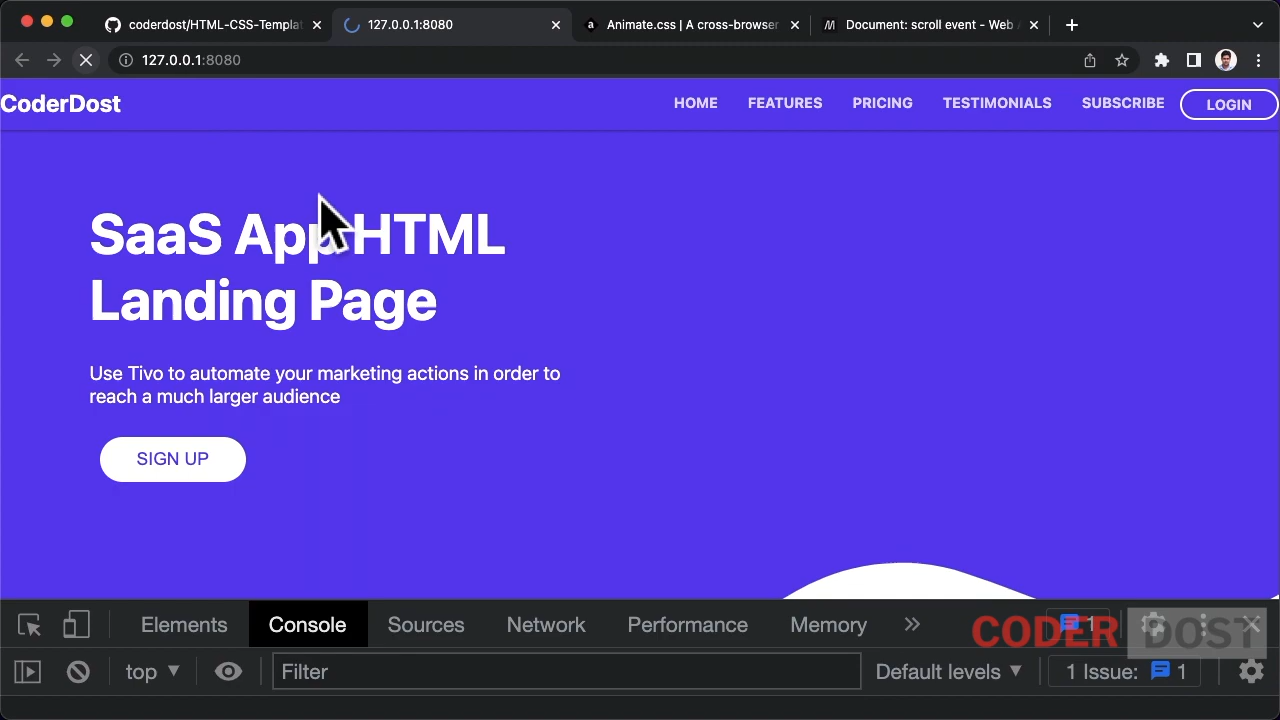 coderdost/HTML-CSS-Templat
127.0.0.1:8080
Animate.css | A cross-browser
Document: scroll event - Web A
127.0.0.1:8080
CoderDost
HOME
FEATURES
PRICING
TESTIMONIALS
SUBSCRIBE
LOGIN
SaaS App HTML
Landing Page
Use Tivo to automate your marketing actions in order to
reach a much larger audience
SIGN UP
Elements
Console
Sources
Network
Performance
Memory
1
CODER DOST
top
Filter
Default levels
1 Issue: 1